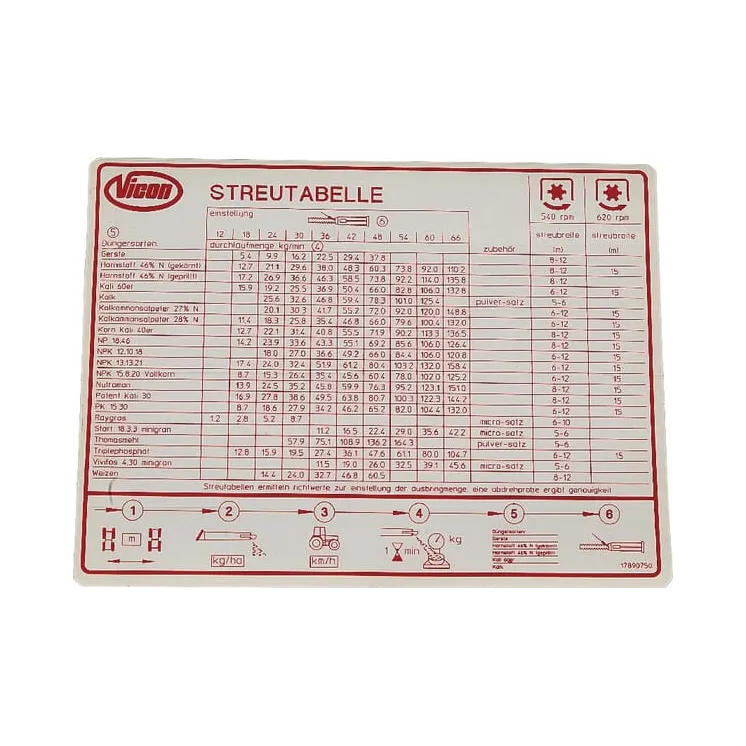 Vicon
STREUTABELLE
540 rpm 620 rpm
einstellung ⑥
⑤ 12 18 24 30 36 42 48 54 60 66 streubreite streubreite
Düngersorten: durchlaufmenge kg/min ④ zubehör (m) (m)
Gerste 5.4 9.9 16.2 22.5 29.4 37.8 8-12
Harnstoff 46% N (gekörnt) 12.7 21.1 29.6 38.0 48.3 60.3 73.8 92.0 110.2 15
Harnstoff 46% N (geprillt) 17.2 26.9 36.6 46.3 58.5 73.8 92.2 114.0 135.8 8-12
Kali 60er 15.9 19.2 25.5 36.9 50.4 66.0 82.8 106.0 132.8 6-12 15
Kalk 25.6 32.6 46.8 59.4 78.3 101.0 125.4 pulver-satz 5-6
Kalkammonsalpeter 27% N 20.1 30.3 41.7 55.2 72.0 92.0 120.0 148.8 6-12 15
Kalkammonsalpeter 28% N 11.4 18.3 25.8 35.4 46.8 66.0 79.6 100.4 132.0 6-12 15
Korn Kali 40er 12.7 22.1 31.4 40.8 55.5 71.9 90.2 113.9 136.5 6-12 15
NP 18.46 14.2 23.9 33.6 43.3 55.1 69.2 85.6 106.0 126.4 6-12 15
NPK 12.10.18 18.0 27.0 36.6 49.2 66.0 84.4 106.0 120.8 6-12 15
NPK 13.13.21 17.4 24.0 32.4 51.9 61.2 80.4 103.2 132.0 158.4 6-12 15
NPK 15.8.20 Vollkorn 8.7 15.3 26.4 35.4 45.6 60.4 78.0 102.0 125.2 6-12 15
Nutramon 13.9 24.5 35.2 45.8 59.9 76.3 95.2 123.1 151.0 6-12 15
Patent Kali 30 16.9 27.8 38.6 49.5 63.8 80.7 100.3 122.3 144.2 6-12 15
PK 15.30 8.7 18.6 27.9 34.2 46.2 65.2 82.0 104.4 132.0 6-12 15
Raygras 1.2 2.8 5.2 8.7 micro-satz 6-10
Start 18.3.3 minigran 11.2 16.5 22.4 29.0 35.6 42.2 micro-satz 5-6
Thomasmehl 57.9 75.1 108.9 136.2 164.3 pulver-satz 5-6
Triplephosphat 12.8 15.9 19.5 27.4 36.1 47.6 61.1 80.0 104.7 6-12 15
Vivifos 4.30 minigran 11.5 19.0 26.0 32.5 39.1 45.6 micro-satz 5-6
Weizen 14.4 24.0 32.7 46.8 60.5 8-12
Streutabellen ermitteln richtwerte zur einstellung der ausbringmenge, eine abdrehprobe ergibt genauigkeit
① ② ③ ④ ⑤ ⑥
m kg/ha km/h 1 min kg
Düngersorten:
Gerste
Harnstoff 46% N (gekörnt)
Harnstoff 46% N (geprillt)
Kali 60er
Kalk
17890750